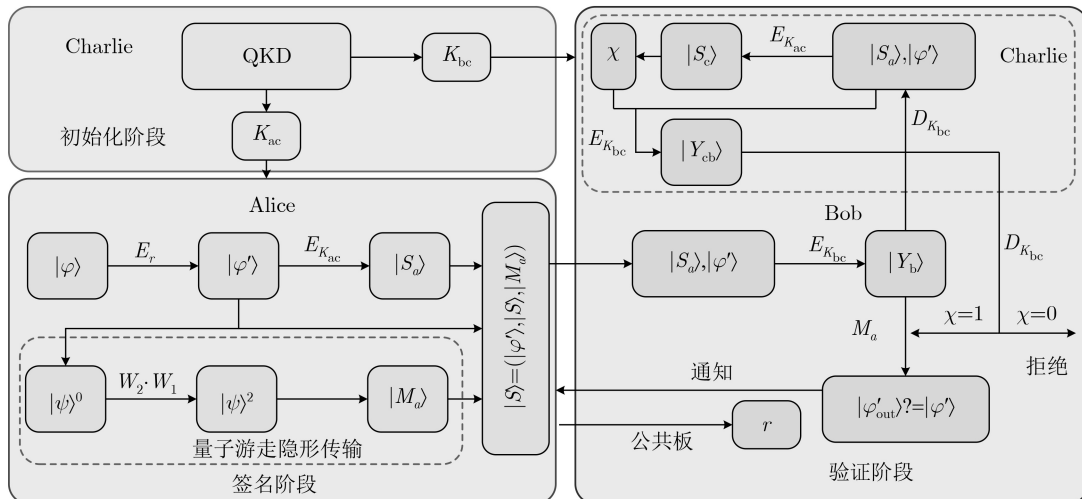 Charlie
QKD
K_bc
K_ac
初始化阶段
χ
|S_c⟩
E_{K_ac}
|S_a⟩,|φ′⟩
Charlie
E_{K_bc}
|Y_cb⟩
D_{K_bc}
Alice
|φ⟩
E_r
|φ′⟩
E_{K_ac}
|S_a⟩
|S⟩=(|φ′⟩,|S⟩,|M_a⟩)
|ψ⟩^0
W_2·W_1
|ψ⟩^2
|M_a⟩
量子游走隐形传输
签名阶段
Bob
|S_a⟩,|φ′⟩
E_{K_bc}
|Y_b⟩
D_{K_bc}
M_a
χ=1
χ=0
拒绝
通知
|φ′_out⟩?=|φ′⟩
公共板
r
验证阶段